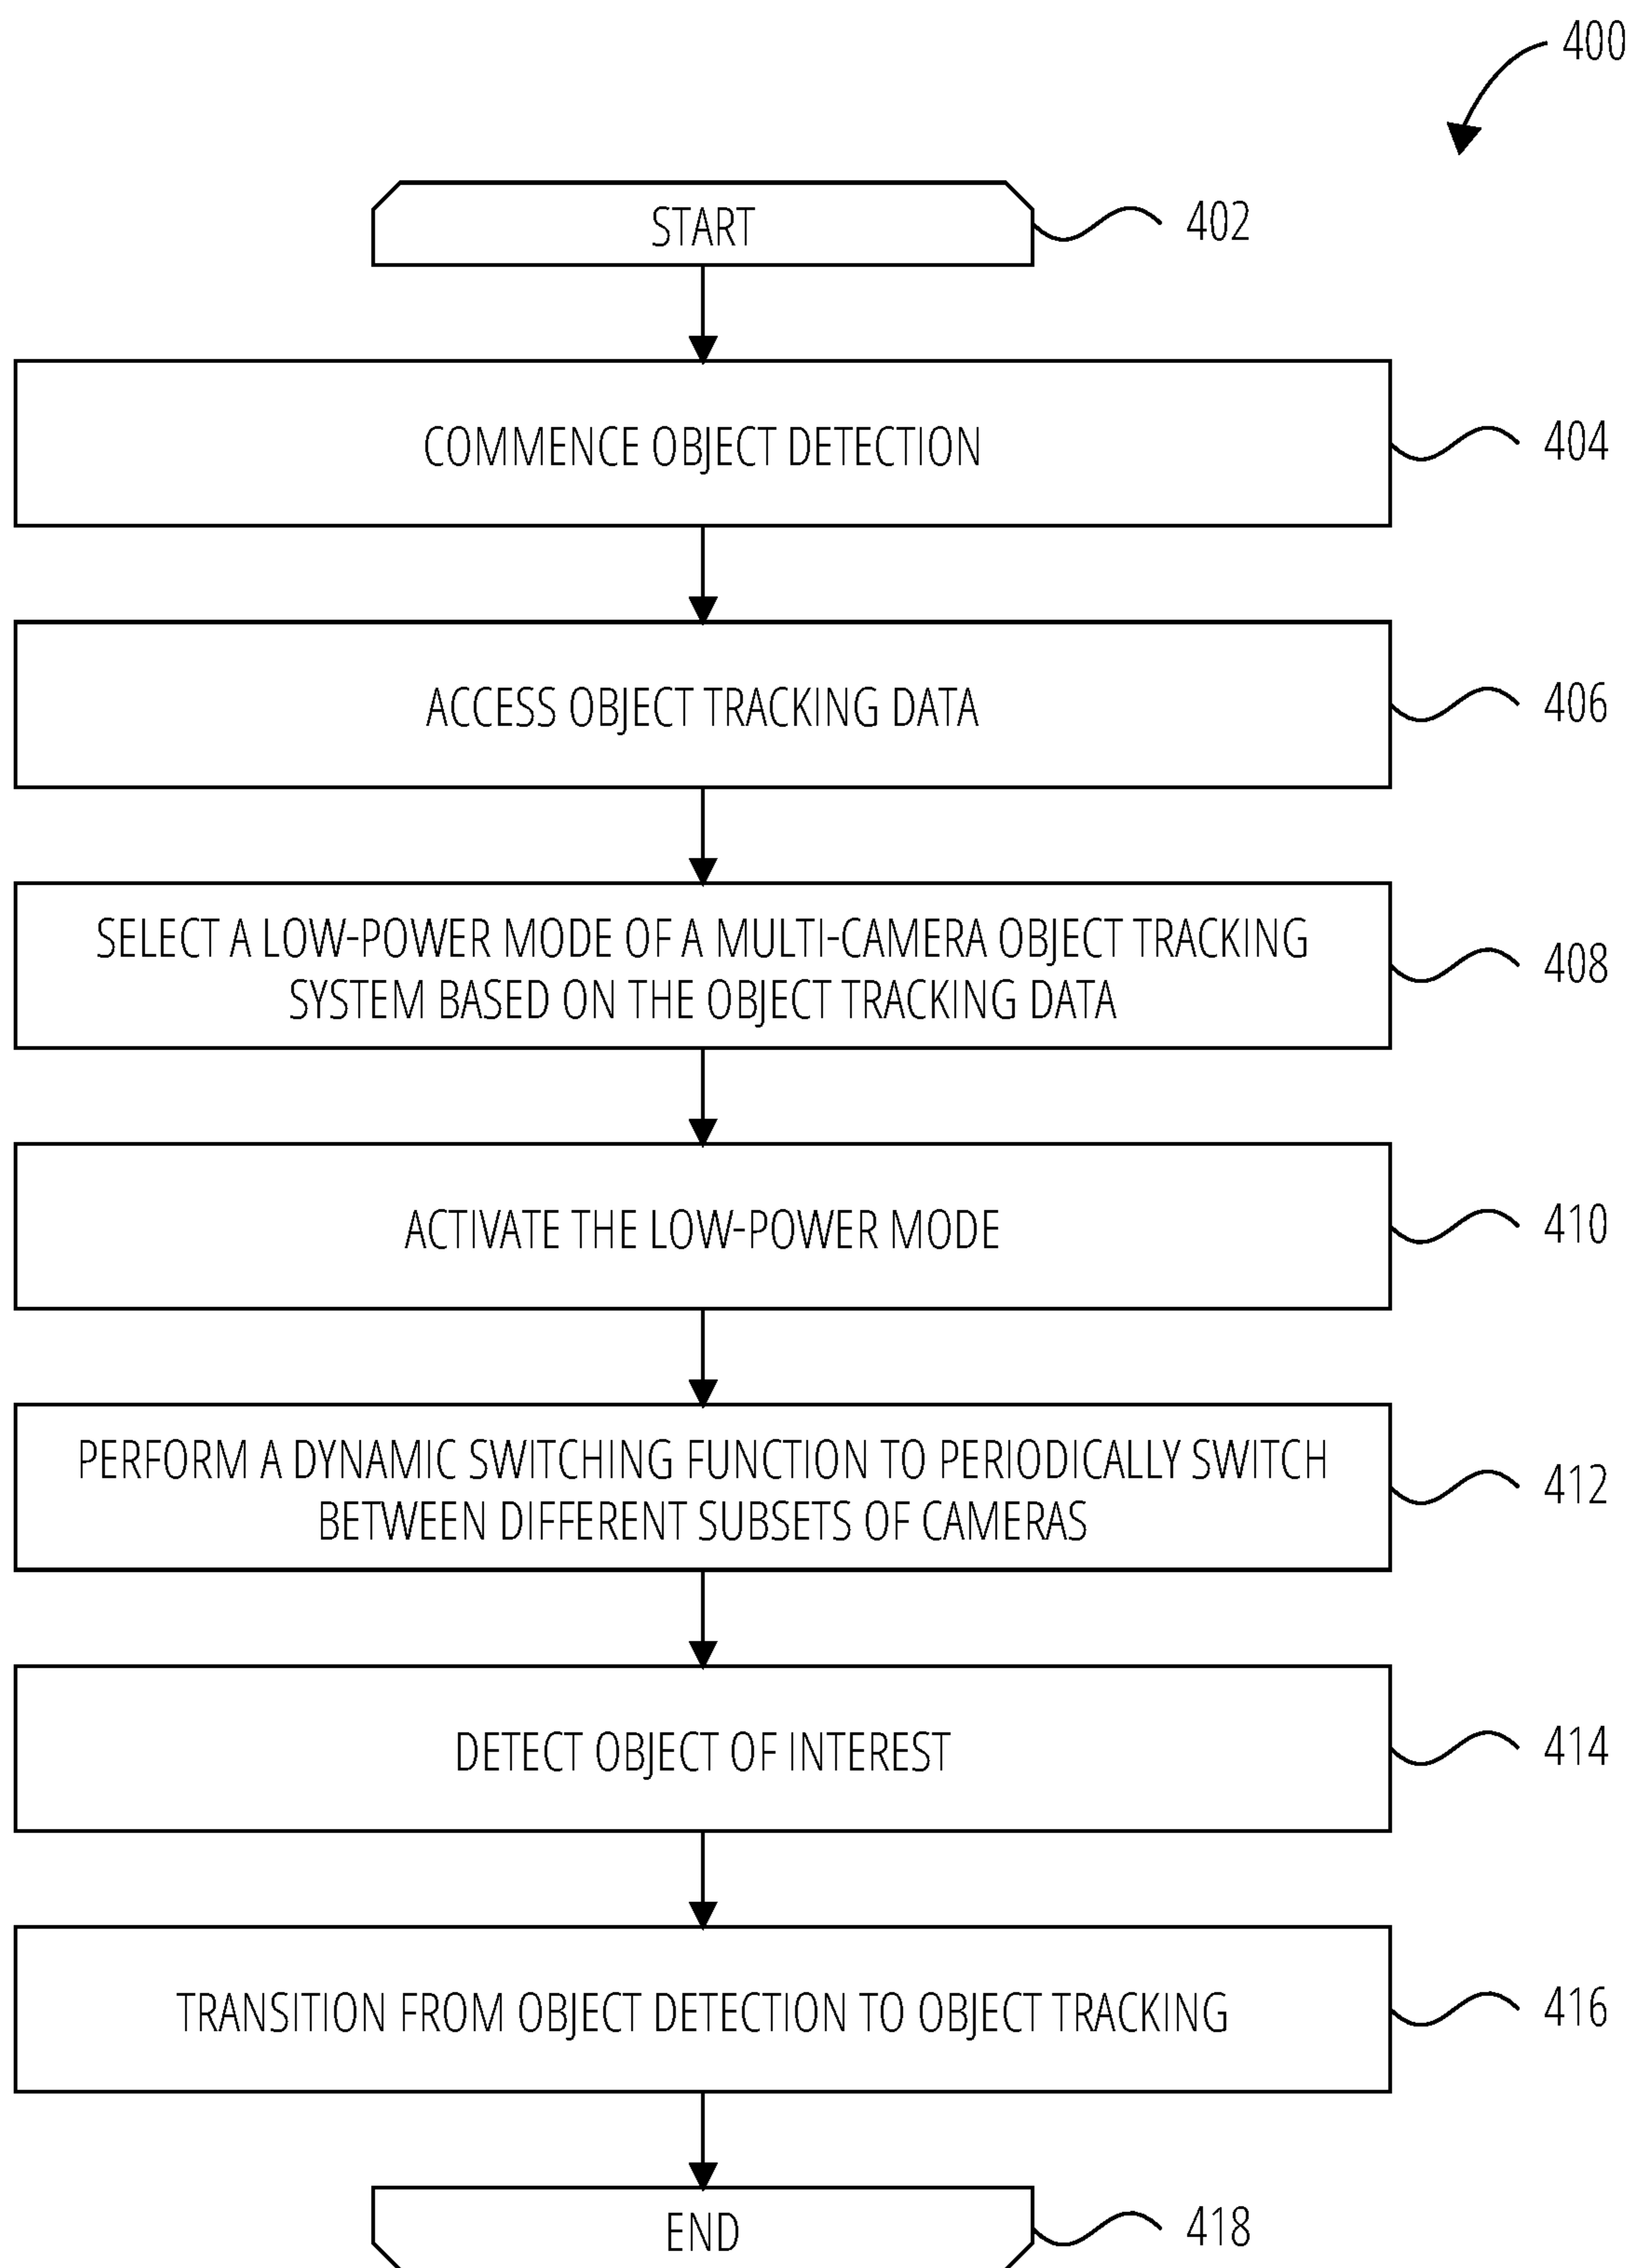 400
START
402
COMMENCE OBJECT DETECTION
404
ACCESS OBJECT TRACKING DATA
406
SELECT A LOW-POWER MODE OF A MULTI-CAMERA OBJECT TRACKING
SYSTEM BASED ON THE OBJECT TRACKING DATA
408
ACTIVATE THE LOW-POWER MODE
410
PERFORM A DYNAMIC SWITCHING FUNCTION TO PERIODICALLY SWITCH
BETWEEN DIFFERENT SUBSETS OF CAMERAS
412
DETECT OBJECT OF INTEREST
414
TRANSITION FROM OBJECT DETECTION TO OBJECT TRACKING
416
END
418